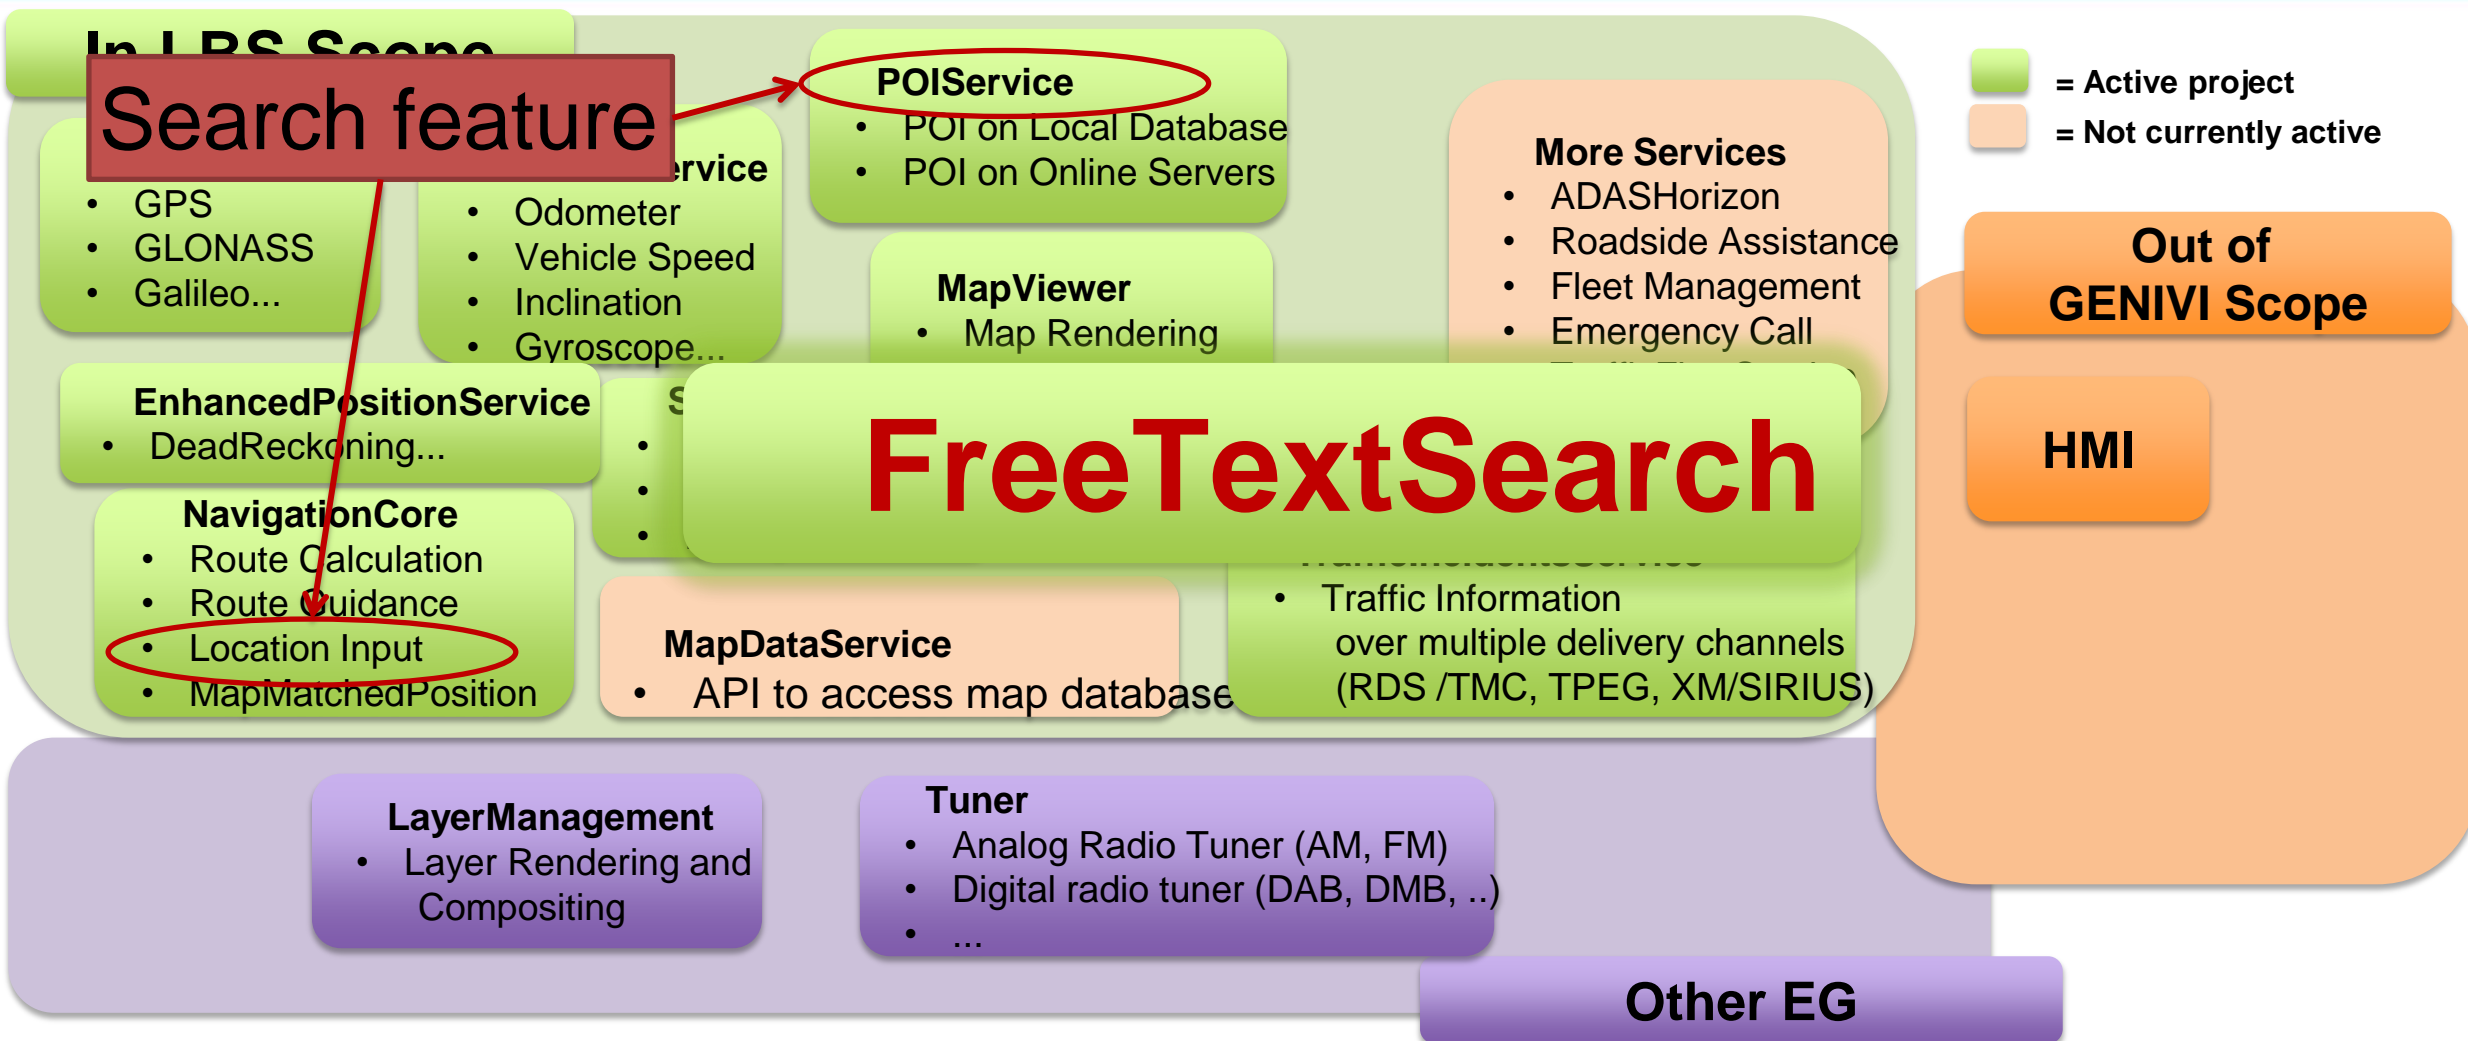 In LBS Scope
Search feature
• GPS
• GLONASS
• Galileo...
ervice
• Odometer
• Vehicle Speed
• Inclination
• Gyroscope...
POIService
• POI on Local Database
• POI on Online Servers
MapViewer
• Map Rendering
More Services
• ADASHorizon
• Roadside Assistance
• Fleet Management
• Emergency Call
= Active project
= Not currently active
Out of
GENIVI Scope
HMI
EnhancedPositionService
• DeadReckoning...
FreeTextSearch
NavigationCore
• Route Calculation
• Route Guidance
• Location Input
• MapMatchedPosition
MapDataService
• API to access map database
TrafficIncidentsService
• Traffic Information
over multiple delivery channels
(RDS /TMC, TPEG, XM/SIRIUS)
LayerManagement
• Layer Rendering and
Compositing
Tuner
• Analog Radio Tuner (AM, FM)
• Digital radio tuner (DAB, DMB, ..)
• ...
Other EG